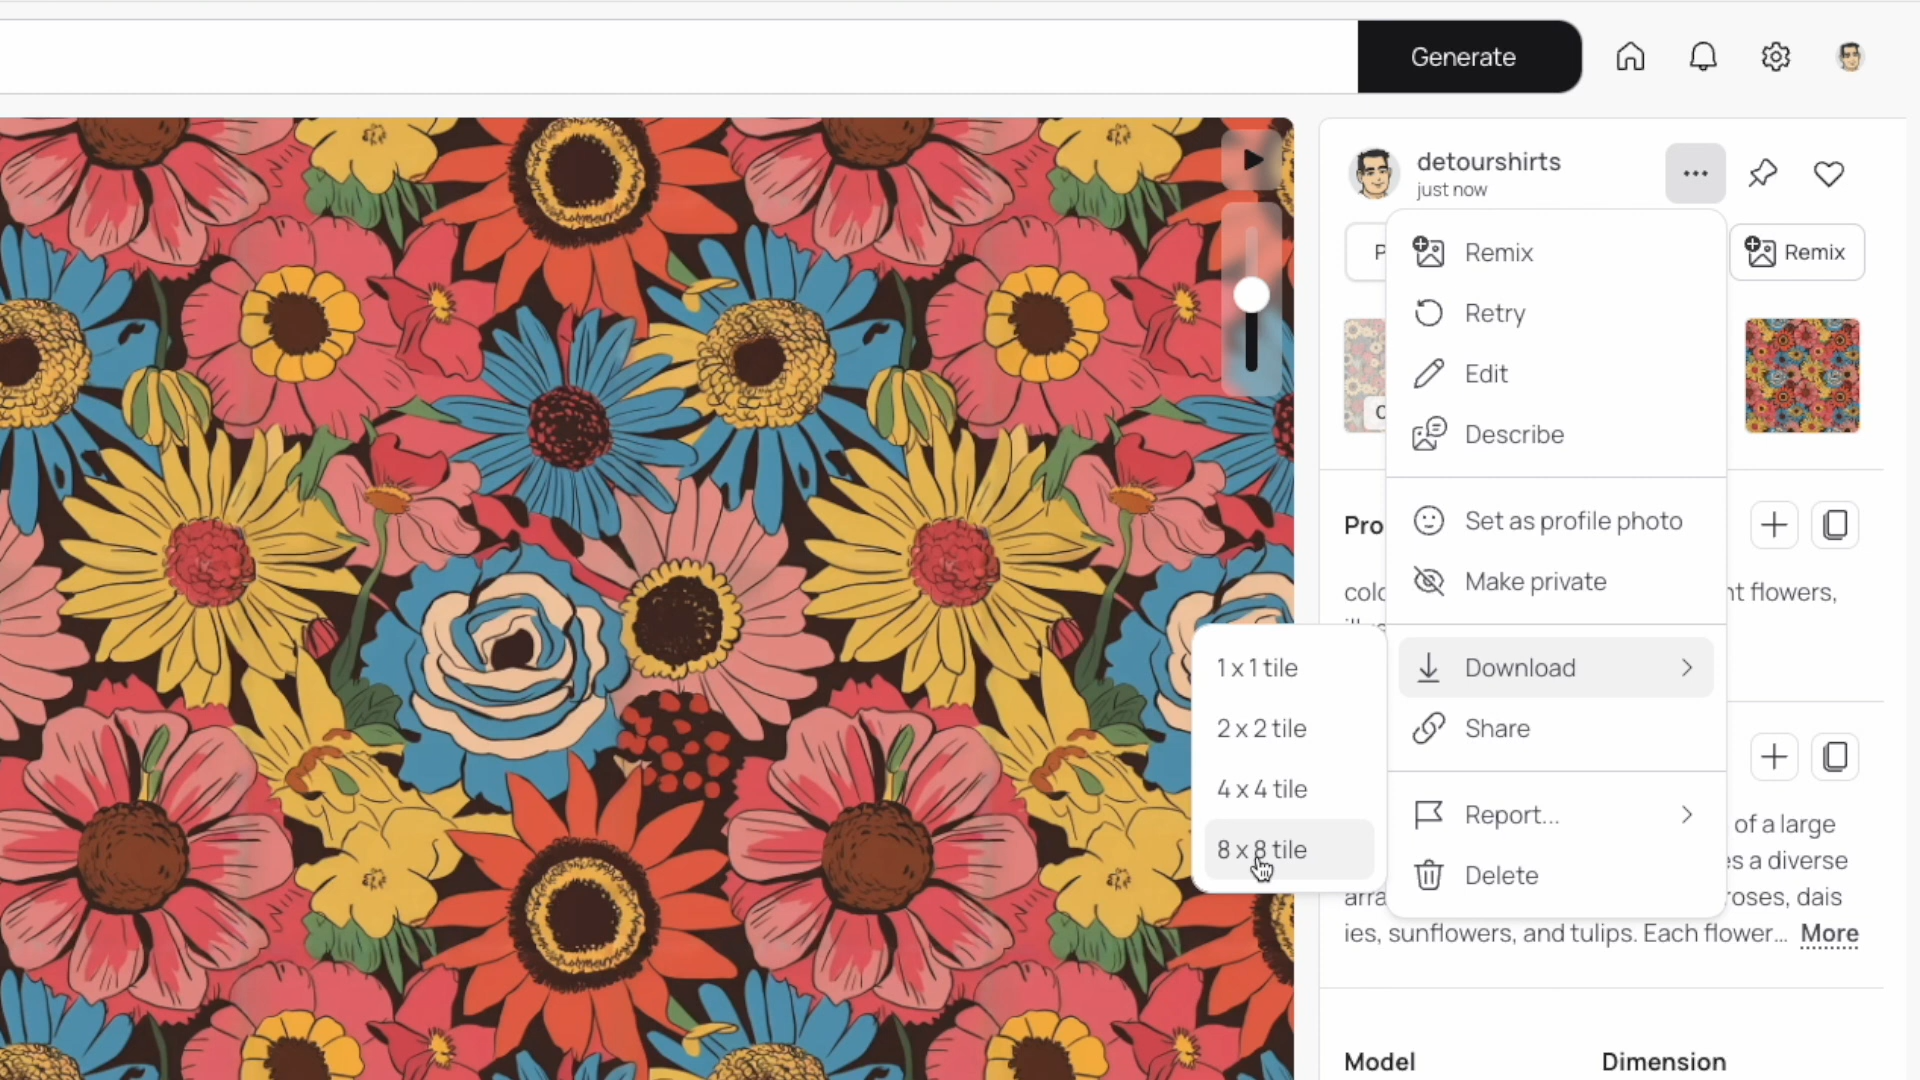 Generate
detourshirts
just now
P
Remix
Remix
Retry
Edit
Describe
Set as profile photo
Pro
Make private
nt flowers,
1 x 1 tile
Download
2 x 2 tile
Share
4 x 4 tile
Report...
of a large
8 x 8 tile
s a diverse
Delete
arra
roses, dais
ies, sunflowers, and tulips. Each flower... More
Model
Dimension